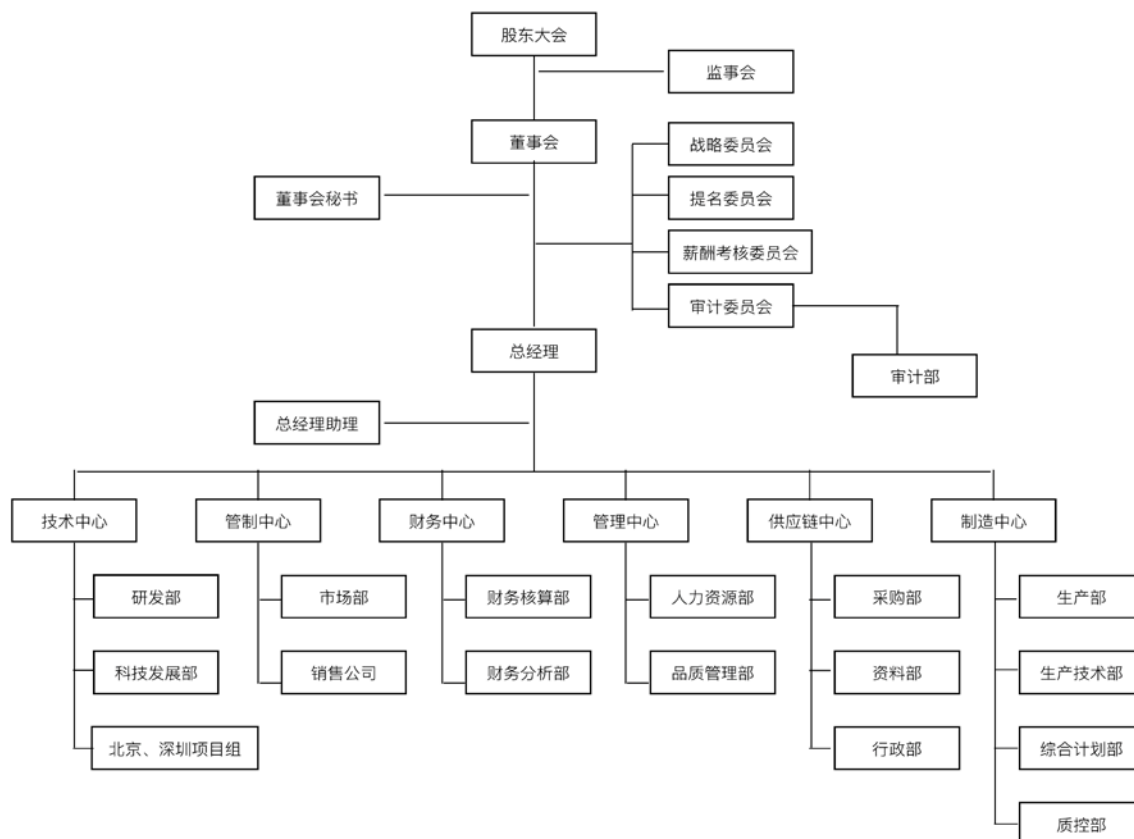 股东大会
监事会
董事会
战略委员会
董事会秘书
提名委员会
薪酬考核委员会
审计委员会
总经理
审计部
总经理助理
技术中心
管制中心
财务中心
管理中心
供应链中心
制造中心
研发部
市场部
财务核算部
人力资源部
采购部
生产部
科技发展部
销售公司
财务分析部
品质管理部
资料部
生产技术部
北京、深圳项目组
行政部
综合计划部
质控部